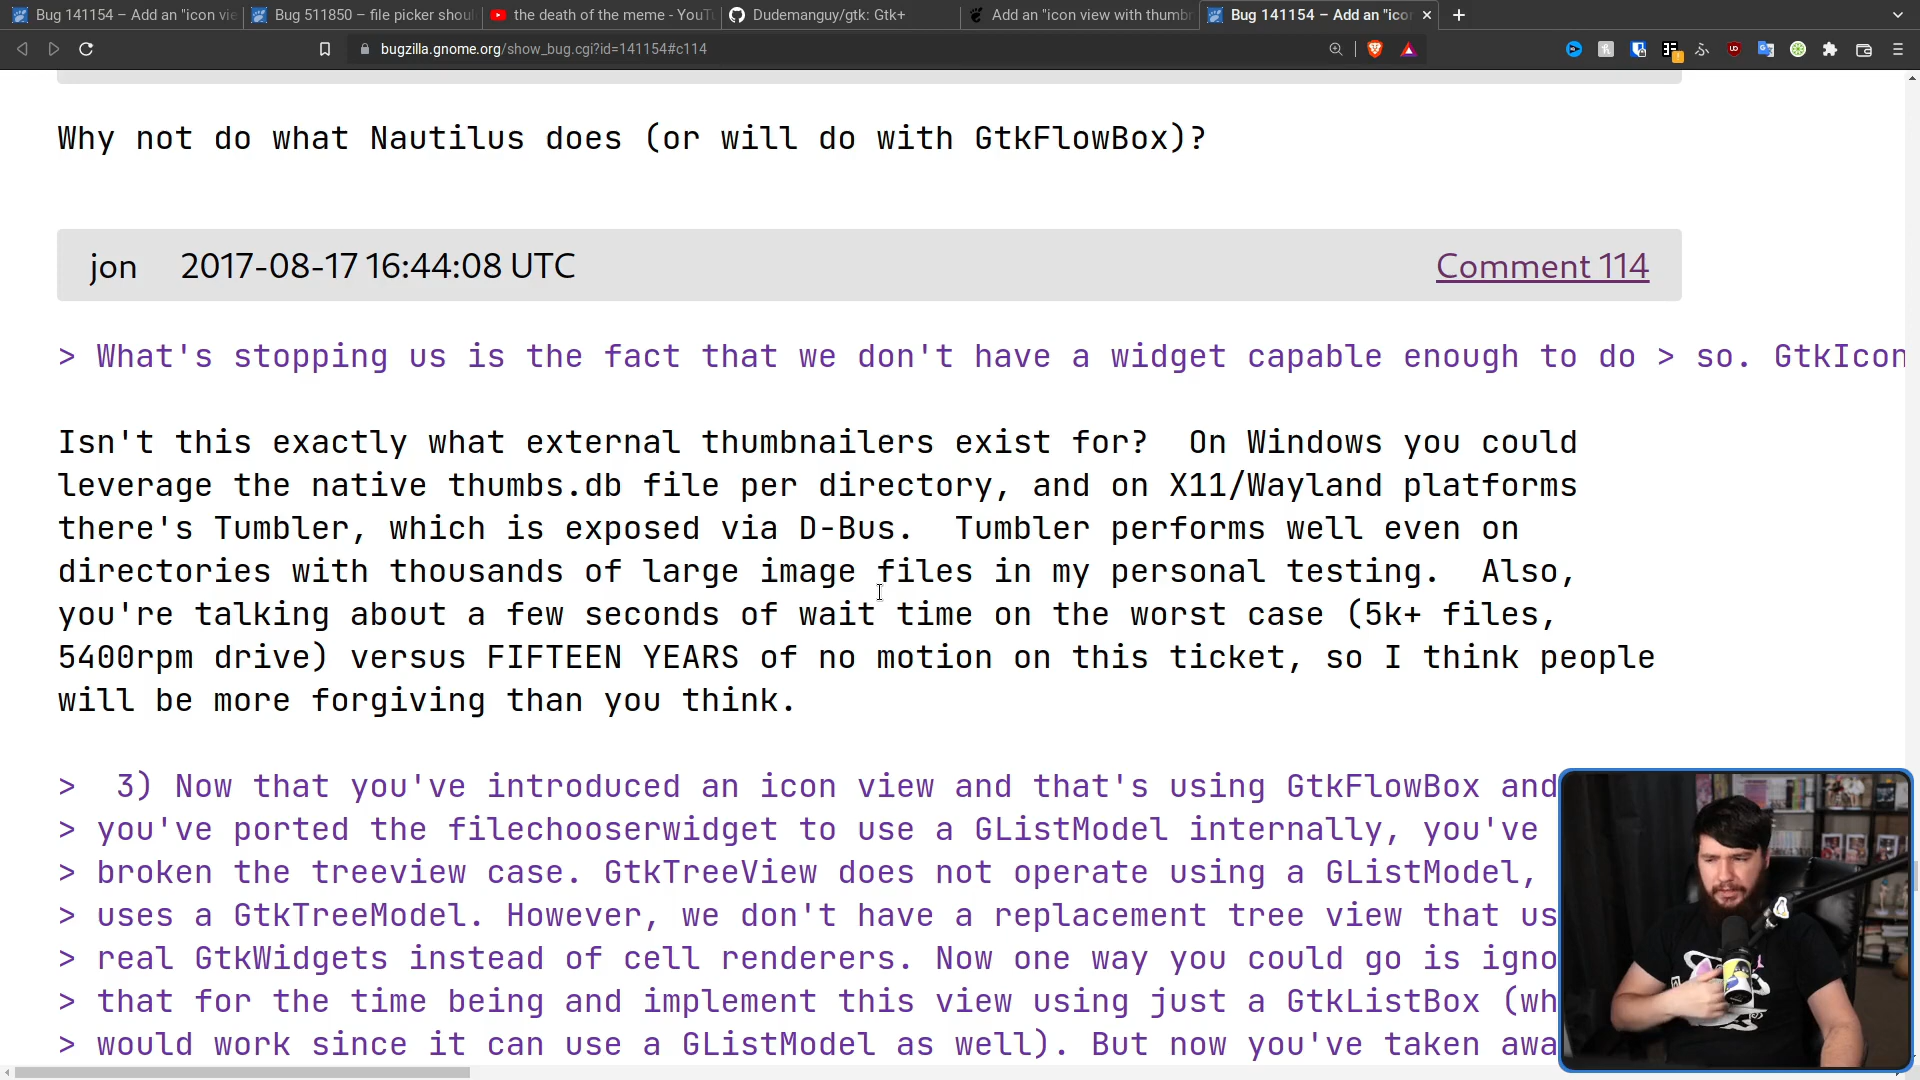 Bug 141154 – Add an "icon vie
Bug 511850 – file picker shou
the death of the meme - YouT
Dudemanguy/gtk: Gtk+
Add an "icon view with thumb
Bug 141154 – Add an "ico
bugzilla.gnome.org/show_bug.cgi?id=141154#c114
Why not do what Nautilus does (or will do with GtkFlowBox)?
jon 2017-08-17 16:44:08 UTC Comment 114
> What's stopping us is the fact that we don't have a widget capable enough to do > so. GtkIcon
Isn't this exactly what external thumbnailers exist for?  On Windows you could
leverage the native thumbs.db file per directory, and on X11/Wayland platforms
there's Tumbler, which is exposed via D-Bus.  Tumbler performs well even on
directories with thousands of large image files in my personal testing.  Also,
you're talking about a few seconds of wait time on the worst case (5k+ files,
5400rpm drive) versus FIFTEEN YEARS of no motion on this ticket, so I think people
will be more forgiving than you think.
>  3) Now that you've introduced an icon view and that's using GtkFlowBox and
> you've ported the filechooserwidget to use a GListModel internally, you've
> broken the treeview case. GtkTreeView does not operate using a GListModel,
> uses a GtkTreeModel. However, we don't have a replacement tree view that us
> real GtkWidgets instead of cell renderers. Now one way you could go is igno
> that for the time being and implement this view using just a GtkListBox (wh
> would work since it can use a GListModel as well). But now you've taken awa